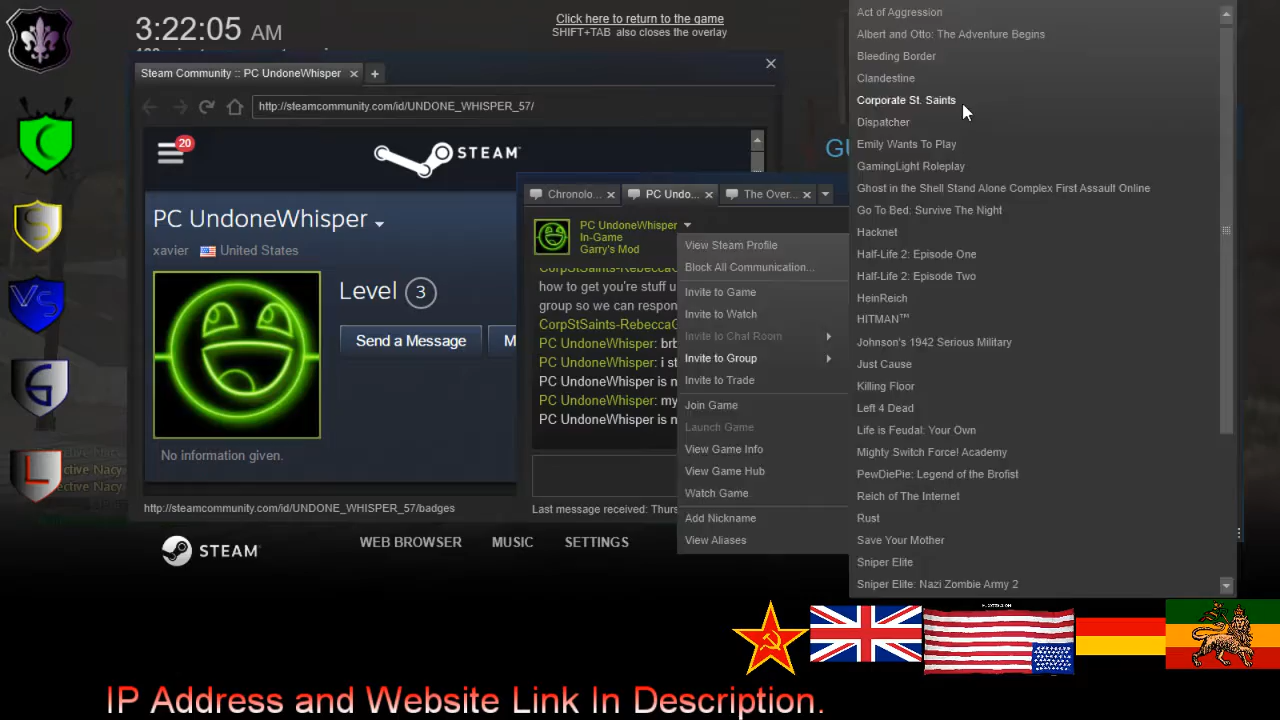 3:22:05 AM
Click here to return to the game
SHIFT+TAB also closes the overlay
Steam Community :: PC UndoneWhisper
http://steamcommunity.com/id/UNDONE_WHISPER_57/
20
STEAM
PC UndoneWhisper
xavier United States
Level 3
Send a Message M
No information given.
http://steamcommunity.com/id/UNDONE_WHISPER_57/badges
STEAM
WEB BROWSER MUSIC SETTINGS
Chronolo... PC Undo... The Over...
PC UndoneWhisper
In-Game
Garry's Mod
CorpStSaints-RebeccaG
how to get you're stuff u
group so we can respon
CorpStSaints-RebeccaG
PC UndoneWhisper: brb
PC UndoneWhisper: i st
PC UndoneWhisper is n
PC UndoneWhisper: my
PC UndoneWhisper is n
Last message received: Thurs
View Steam Profile
Block All Communication...
Invite to Game
Invite to Watch
Invite to Chat Room
Invite to Group
Invite to Trade
Join Game
Launch Game
View Game Info
View Game Hub
Watch Game
Add Nickname
View Aliases
GU
Act of Aggression
Albert and Otto: The Adventure Begins
Bleeding Border
Clandestine
Corporate St. Saints
Dispatcher
Emily Wants To Play
GamingLight Roleplay
Ghost in the Shell Stand Alone Complex First Assault Online
Go To Bed: Survive The Night
Hacknet
Half-Life 2: Episode One
Half-Life 2: Episode Two
HeinReich
HITMAN™
Johnson's 1942 Serious Military
Just Cause
Killing Floor
Left 4 Dead
Life is Feudal: Your Own
Mighty Switch Force! Academy
PewDiePie: Legend of the Brofist
Reich of The Internet
Rust
Save Your Mother
Sniper Elite
Sniper Elite: Nazi Zombie Army 2
VS
G
L
ective Nacy
ective Nacy
IP Address and Website Link In Description.